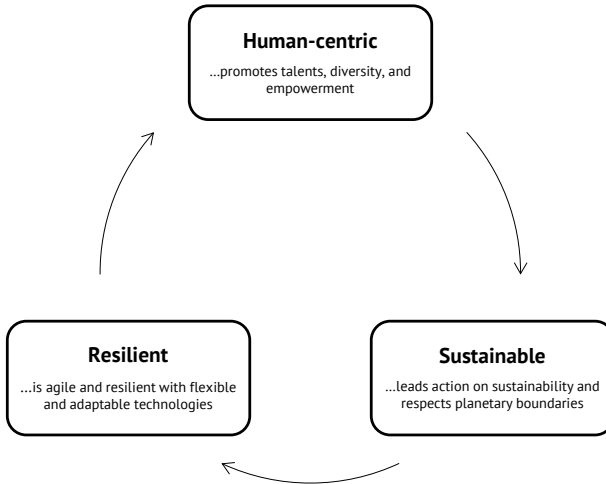 Human-centric
...promotes talents, diversity, and
empowerment
Resilient
...is agile and resilient with flexible
and adaptable technologies
Sustainable
...leads action on sustainability and
respects planetary boundaries